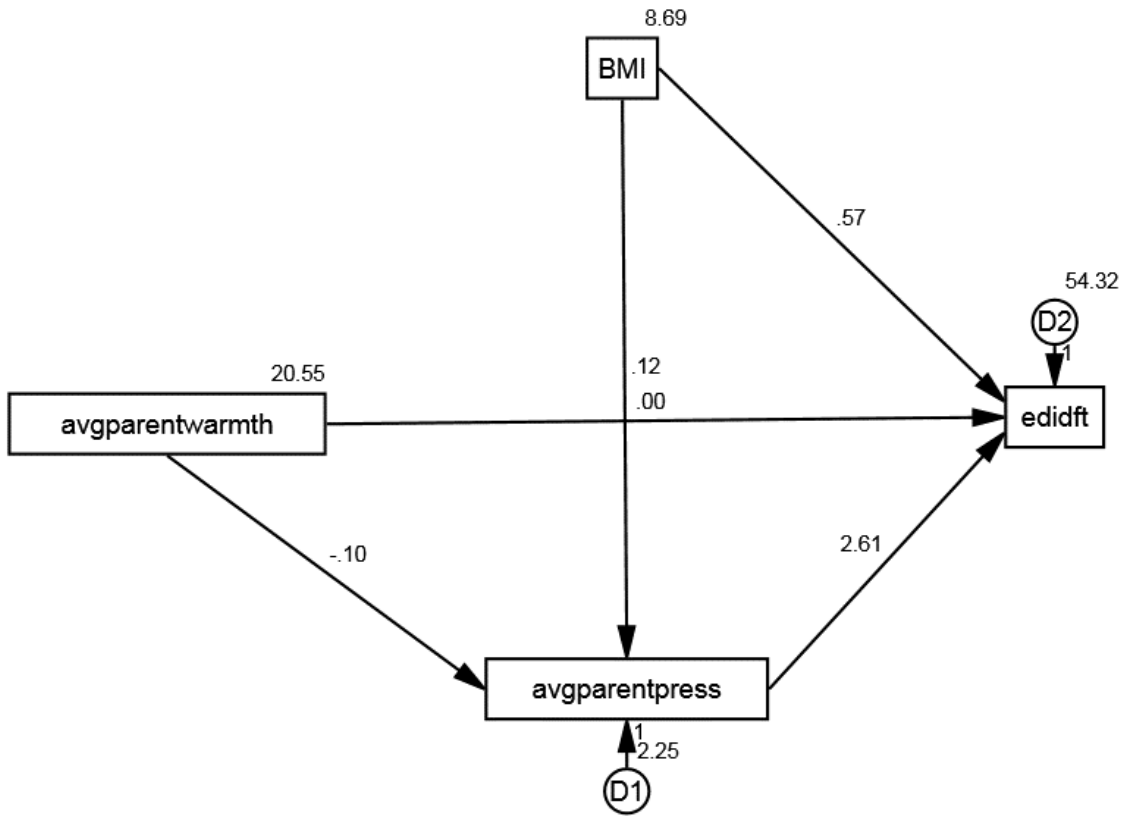 8.69
BMI
.57
54.32
D2
1
20.55
.12
avgparentwarmth
.00
edidft
-.10
2.61
avgparentpress
1
2.25
D1